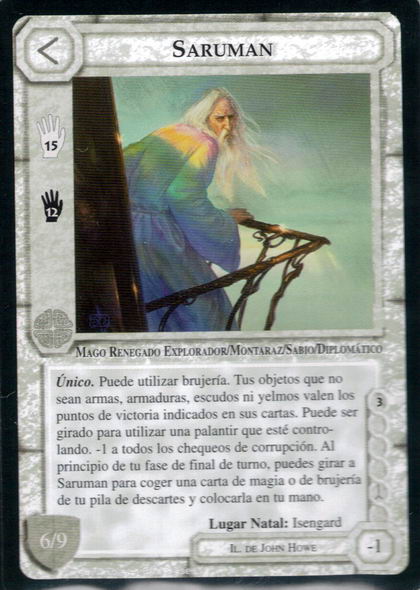 SARUMAN
15
12
MAGO RENEGADO EXPLORADOR/MONTARAZ/SABIO/DIPLOMÁTICO
Único. Puede utilizar brujería. Tus objetos que no
sean armas, armaduras, escudos ni yelmos valen los
puntos de victoria indicados en sus cartas. Puede ser
girado para utilizar una palantir que esté contro-
lando. -1 a todos los chequeos de corrupción. Al
principio de tu fase de final de turno, puedes girar a
Saruman para coger una carta de magia o de brujería
de tu pila de descartes y colocarla en tu mano.
3
Lugar Natal: Isengard
6/9
IL. DE JOHN HOWE
-1